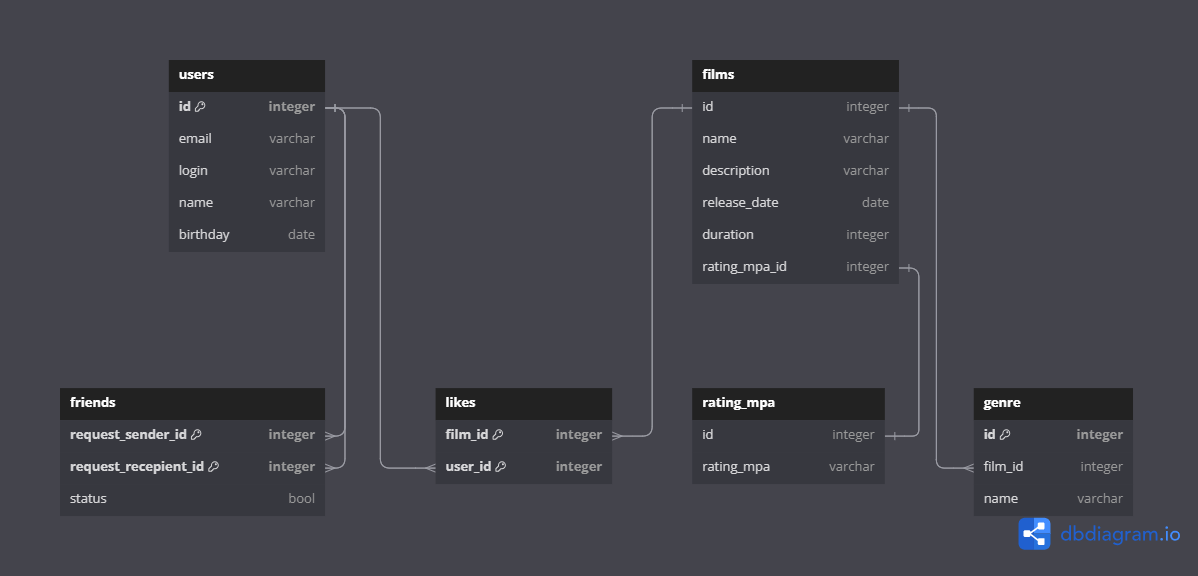 users
id integer
email varchar
login varchar
name varchar
birthday date
films
id integer
name varchar
description varchar
release_date date
duration integer
rating_mpa_id integer
friends
request_sender_id integer
request_recepient_id integer
status bool
likes
film_id integer
user_id integer
rating_mpa
id integer
rating_mpa varchar
genre
id integer
film_id integer
name varchar
dbdiagram.io